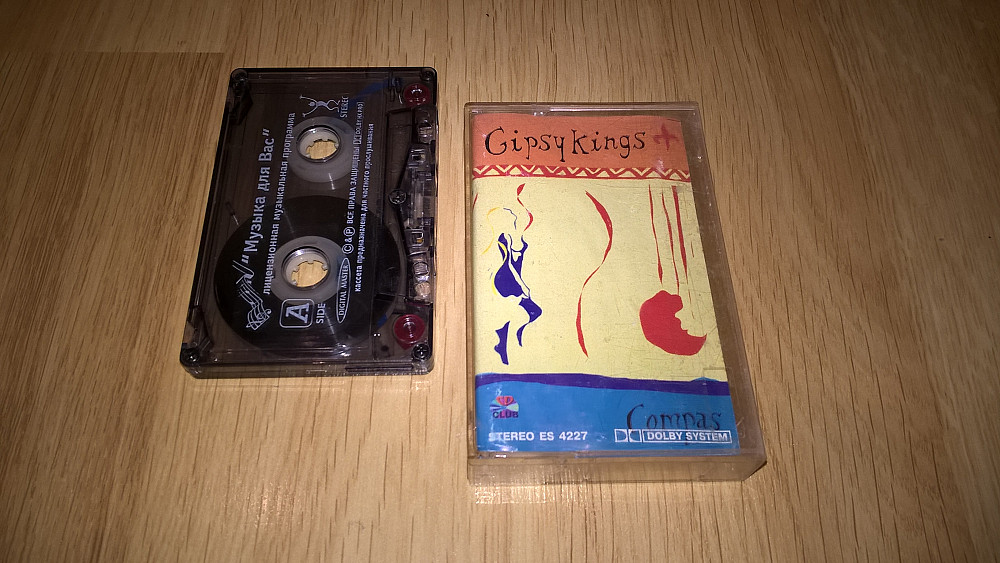 "Музыка для Вас"
лицензионная музыкальная программа
STEREO
A
SIDE
DIGITAL MASTER
© & ℗ ВСЕ ПРАВА ЗАЩИЩЕНЫ
кассета предназначена для частного прослушивания
Gipsy Kings
Compas
CLUB
STEREO ES 4227
DOLBY SYSTEM